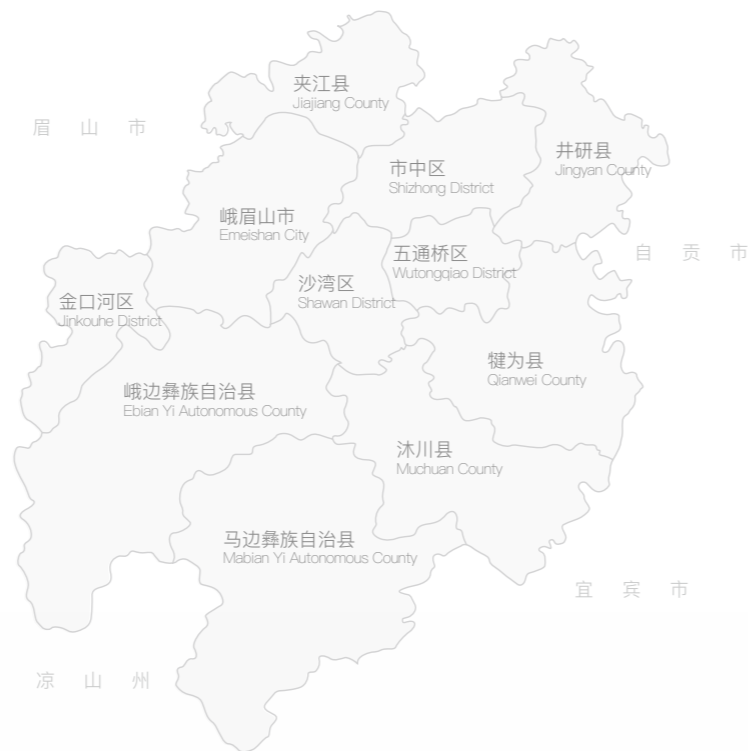 夹江县
Jiajiang County
眉山市
市中区
Shizhong District
井研县
Jingyan County
峨眉山市
Emeishan City
五通桥区
Wutongqiao District
自贡市
沙湾区
Shawan District
金口河区
Jinkouhe District
犍为县
Qianwei County
峨边彝族自治县
Ebian Yi Autonomous County
沐川县
Muchuan County
马边彝族自治县
Mabian Yi Autonomous County
宜宾市
凉山州